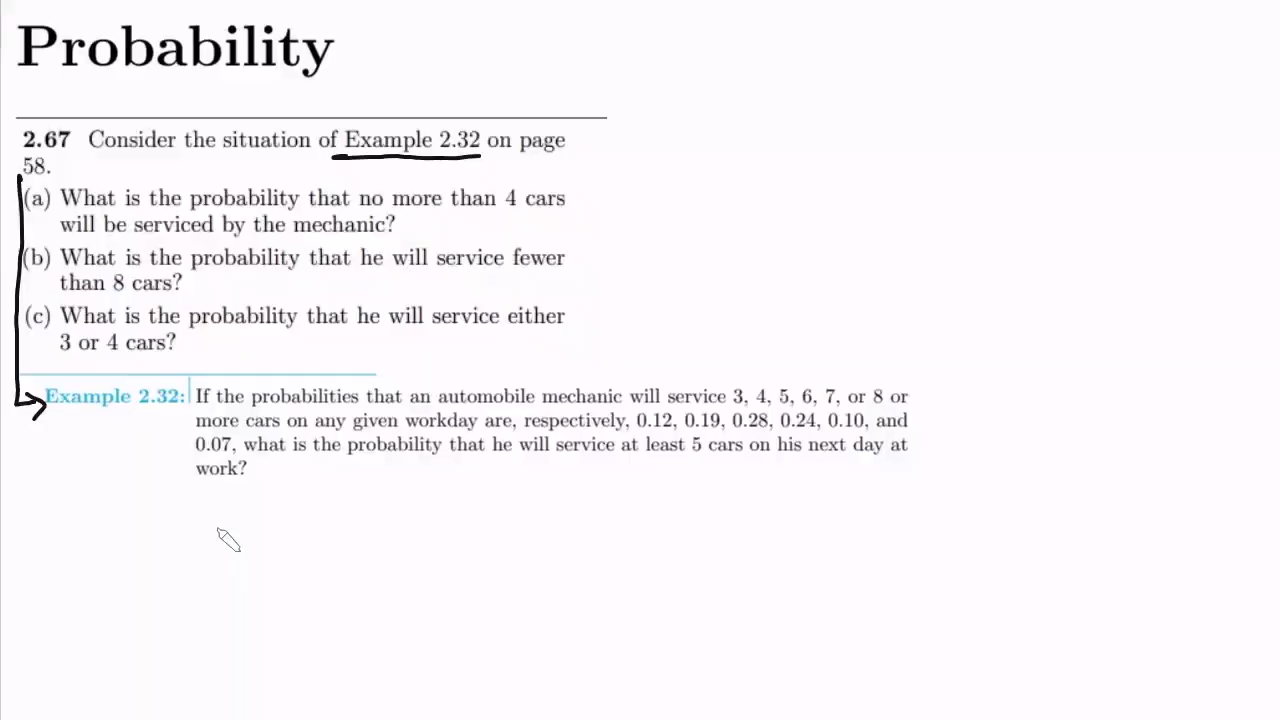 Probability
2.67 Consider the situation of Example 2.32 on page
58.
(a) What is the probability that no more than 4 cars
will be serviced by the mechanic?
(b) What is the probability that he will service fewer
than 8 cars?
(c) What is the probability that he will service either
3 or 4 cars?
Example 2.32: If the probabilities that an automobile mechanic will service 3, 4, 5, 6, 7, or 8 or
more cars on any given workday are, respectively, 0.12, 0.19, 0.28, 0.24, 0.10, and
0.07, what is the probability that he will service at least 5 cars on his next day at
work?